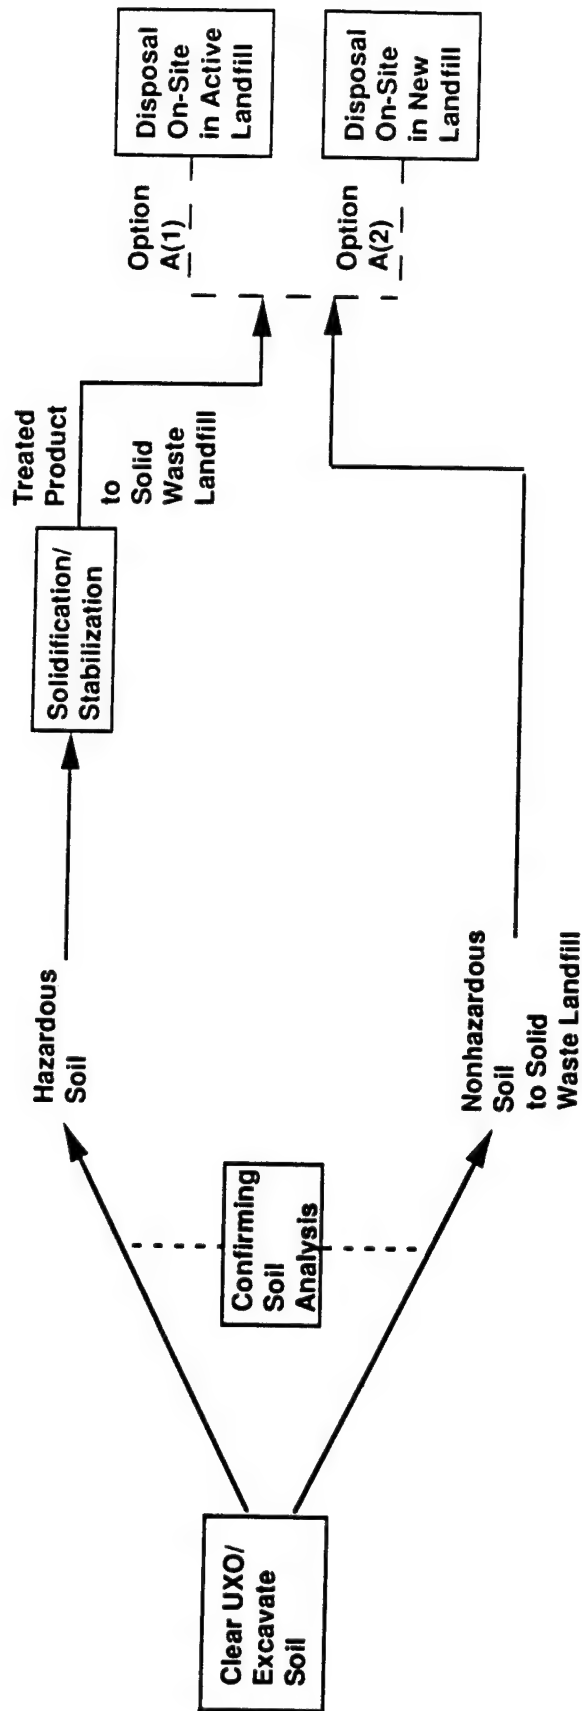 Clear UXO/
Excavate
Soil
Confirming
Soil
Analysis
Hazardous
Soil
Nonhazardous
Soil
to Solid
Waste Landfill
Solidification/
Stabilization
Treated
Product
to
Solid
Waste
Landfill
Option
A(1)
Option
A(2)
Disposal
On-Site
in Active
Landfill
Disposal
On-Site
in New
Landfill